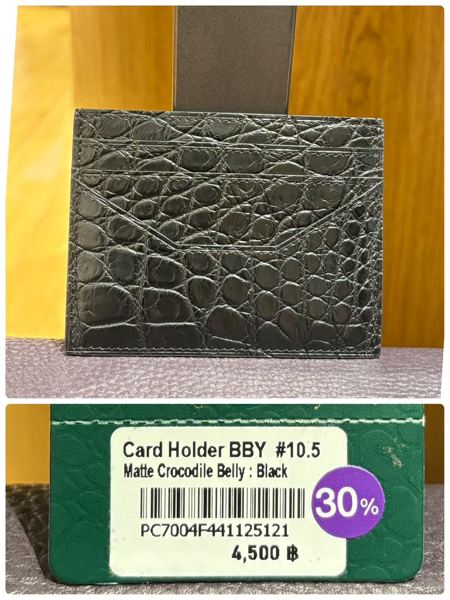 Card Holder BBY #10.5
Matte Crocodile Belly : Black
30%
PC7004F441125121
4,500 ฿